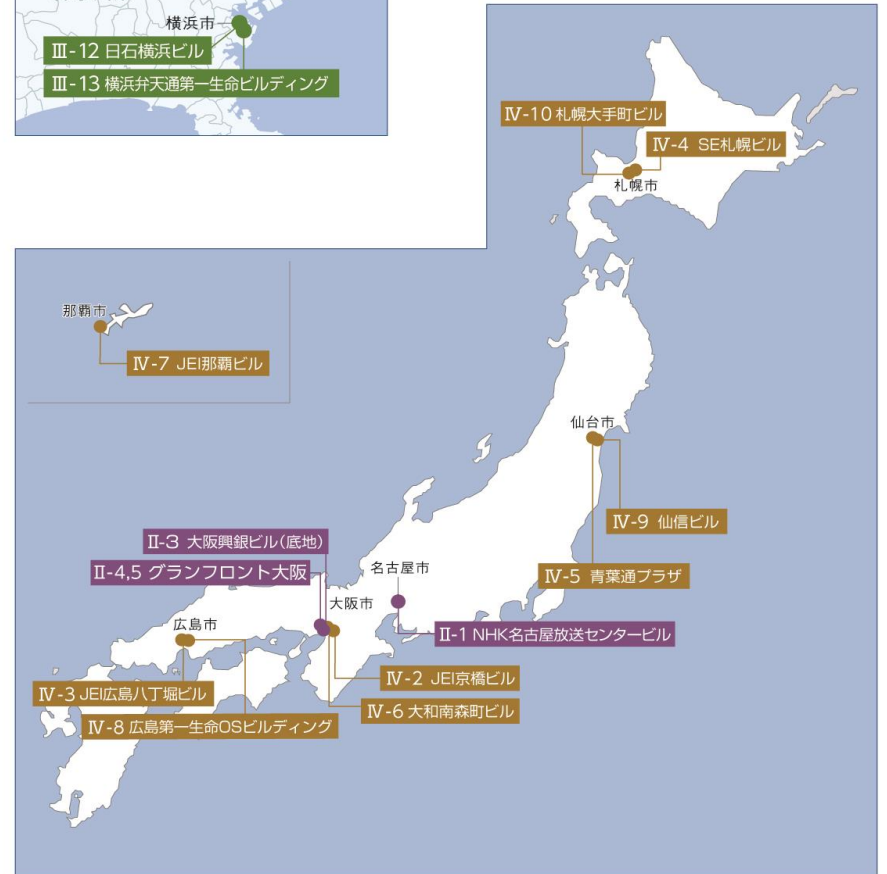 横浜市
Ⅲ-12 日石横浜ビル
Ⅲ-13 横浜弁天通第一生命ビルディング
Ⅳ-10 札幌大手町ビル
Ⅳ-4 SE札幌ビル
札幌市
那覇市
Ⅳ-7 JEI那覇ビル
仙台市
Ⅳ-9 仙信ビル
Ⅳ-5 青葉通プラザ
Ⅱ-3 大阪興銀ビル(底地)
Ⅱ-4,5 グランフロント大阪
名古屋市
大阪市
Ⅱ-1 NHK名古屋放送センタービル
広島市
Ⅳ-2 JEI京橋ビル
Ⅳ-3 JEI広島八丁堀ビル
Ⅳ-6 大和南森町ビル
Ⅳ-8 広島第一生命OSビルディング